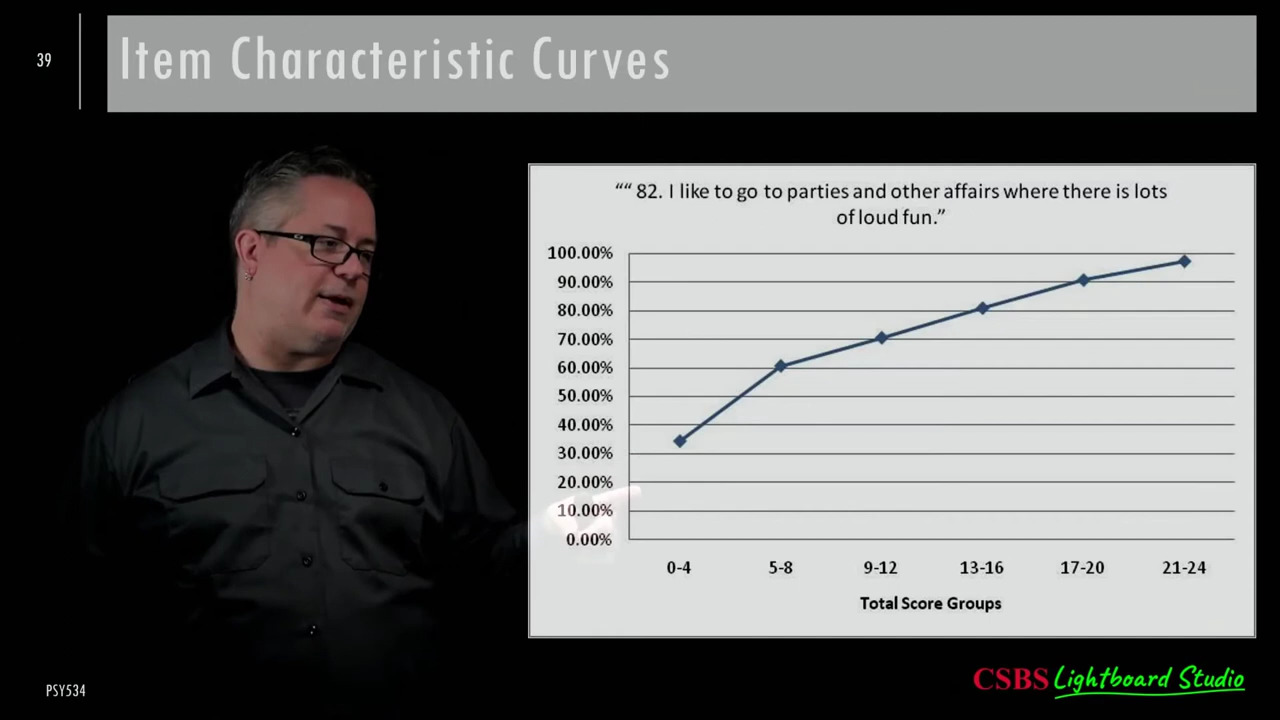 39
Item Characteristic Curves
““ 82. I like to go to parties and other affairs where there is lots
of loud fun.”
100.00%
90.00%
80.00%
70.00%
60.00%
50.00%
40.00%
30.00%
20.00%
10.00%
0.00%
0-4 5-8 9-12 13-16 17-20 21-24
Total Score Groups
PSY534
CSBS Lightboard Studio